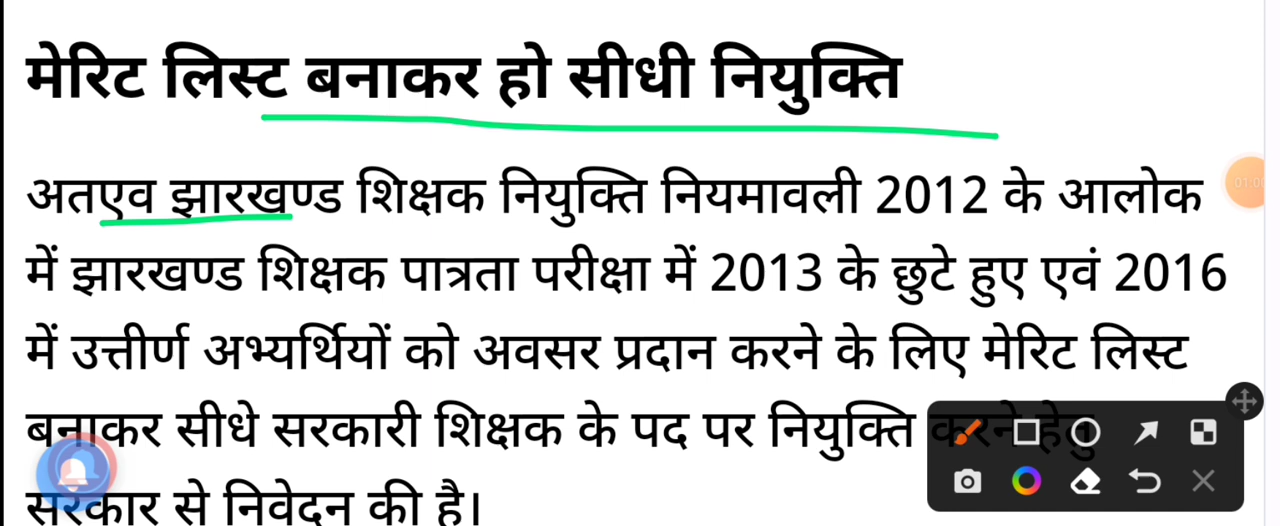 मेरिट लिस्ट बनाकर हो सीधी नियुक्ति
अतएव झारखण्ड शिक्षक नियुक्ति नियमावली 2012 के आलोक
में झारखण्ड शिक्षक पात्रता परीक्षा में 2013 के छुटे हुए एवं 2016
में उत्तीर्ण अभ्यर्थियों को अवसर प्रदान करने के लिए मेरिट लिस्ट
बनाकर सीधे सरकारी शिक्षक के पद पर नियुक्ति करने हेतु
सरकार से निवेदन की है।